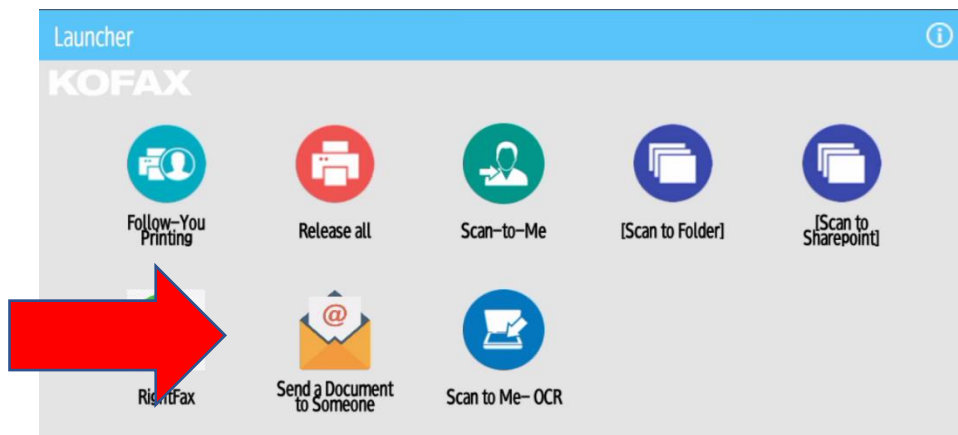 Launcher
KOFAX
Follow-You
Printing
Release all
Scan-to-Me
[Scan to Folder]
[Scan to
Sharepoint]
@
RightFax
Send a Document
to Someone
Scan to Me- OCR